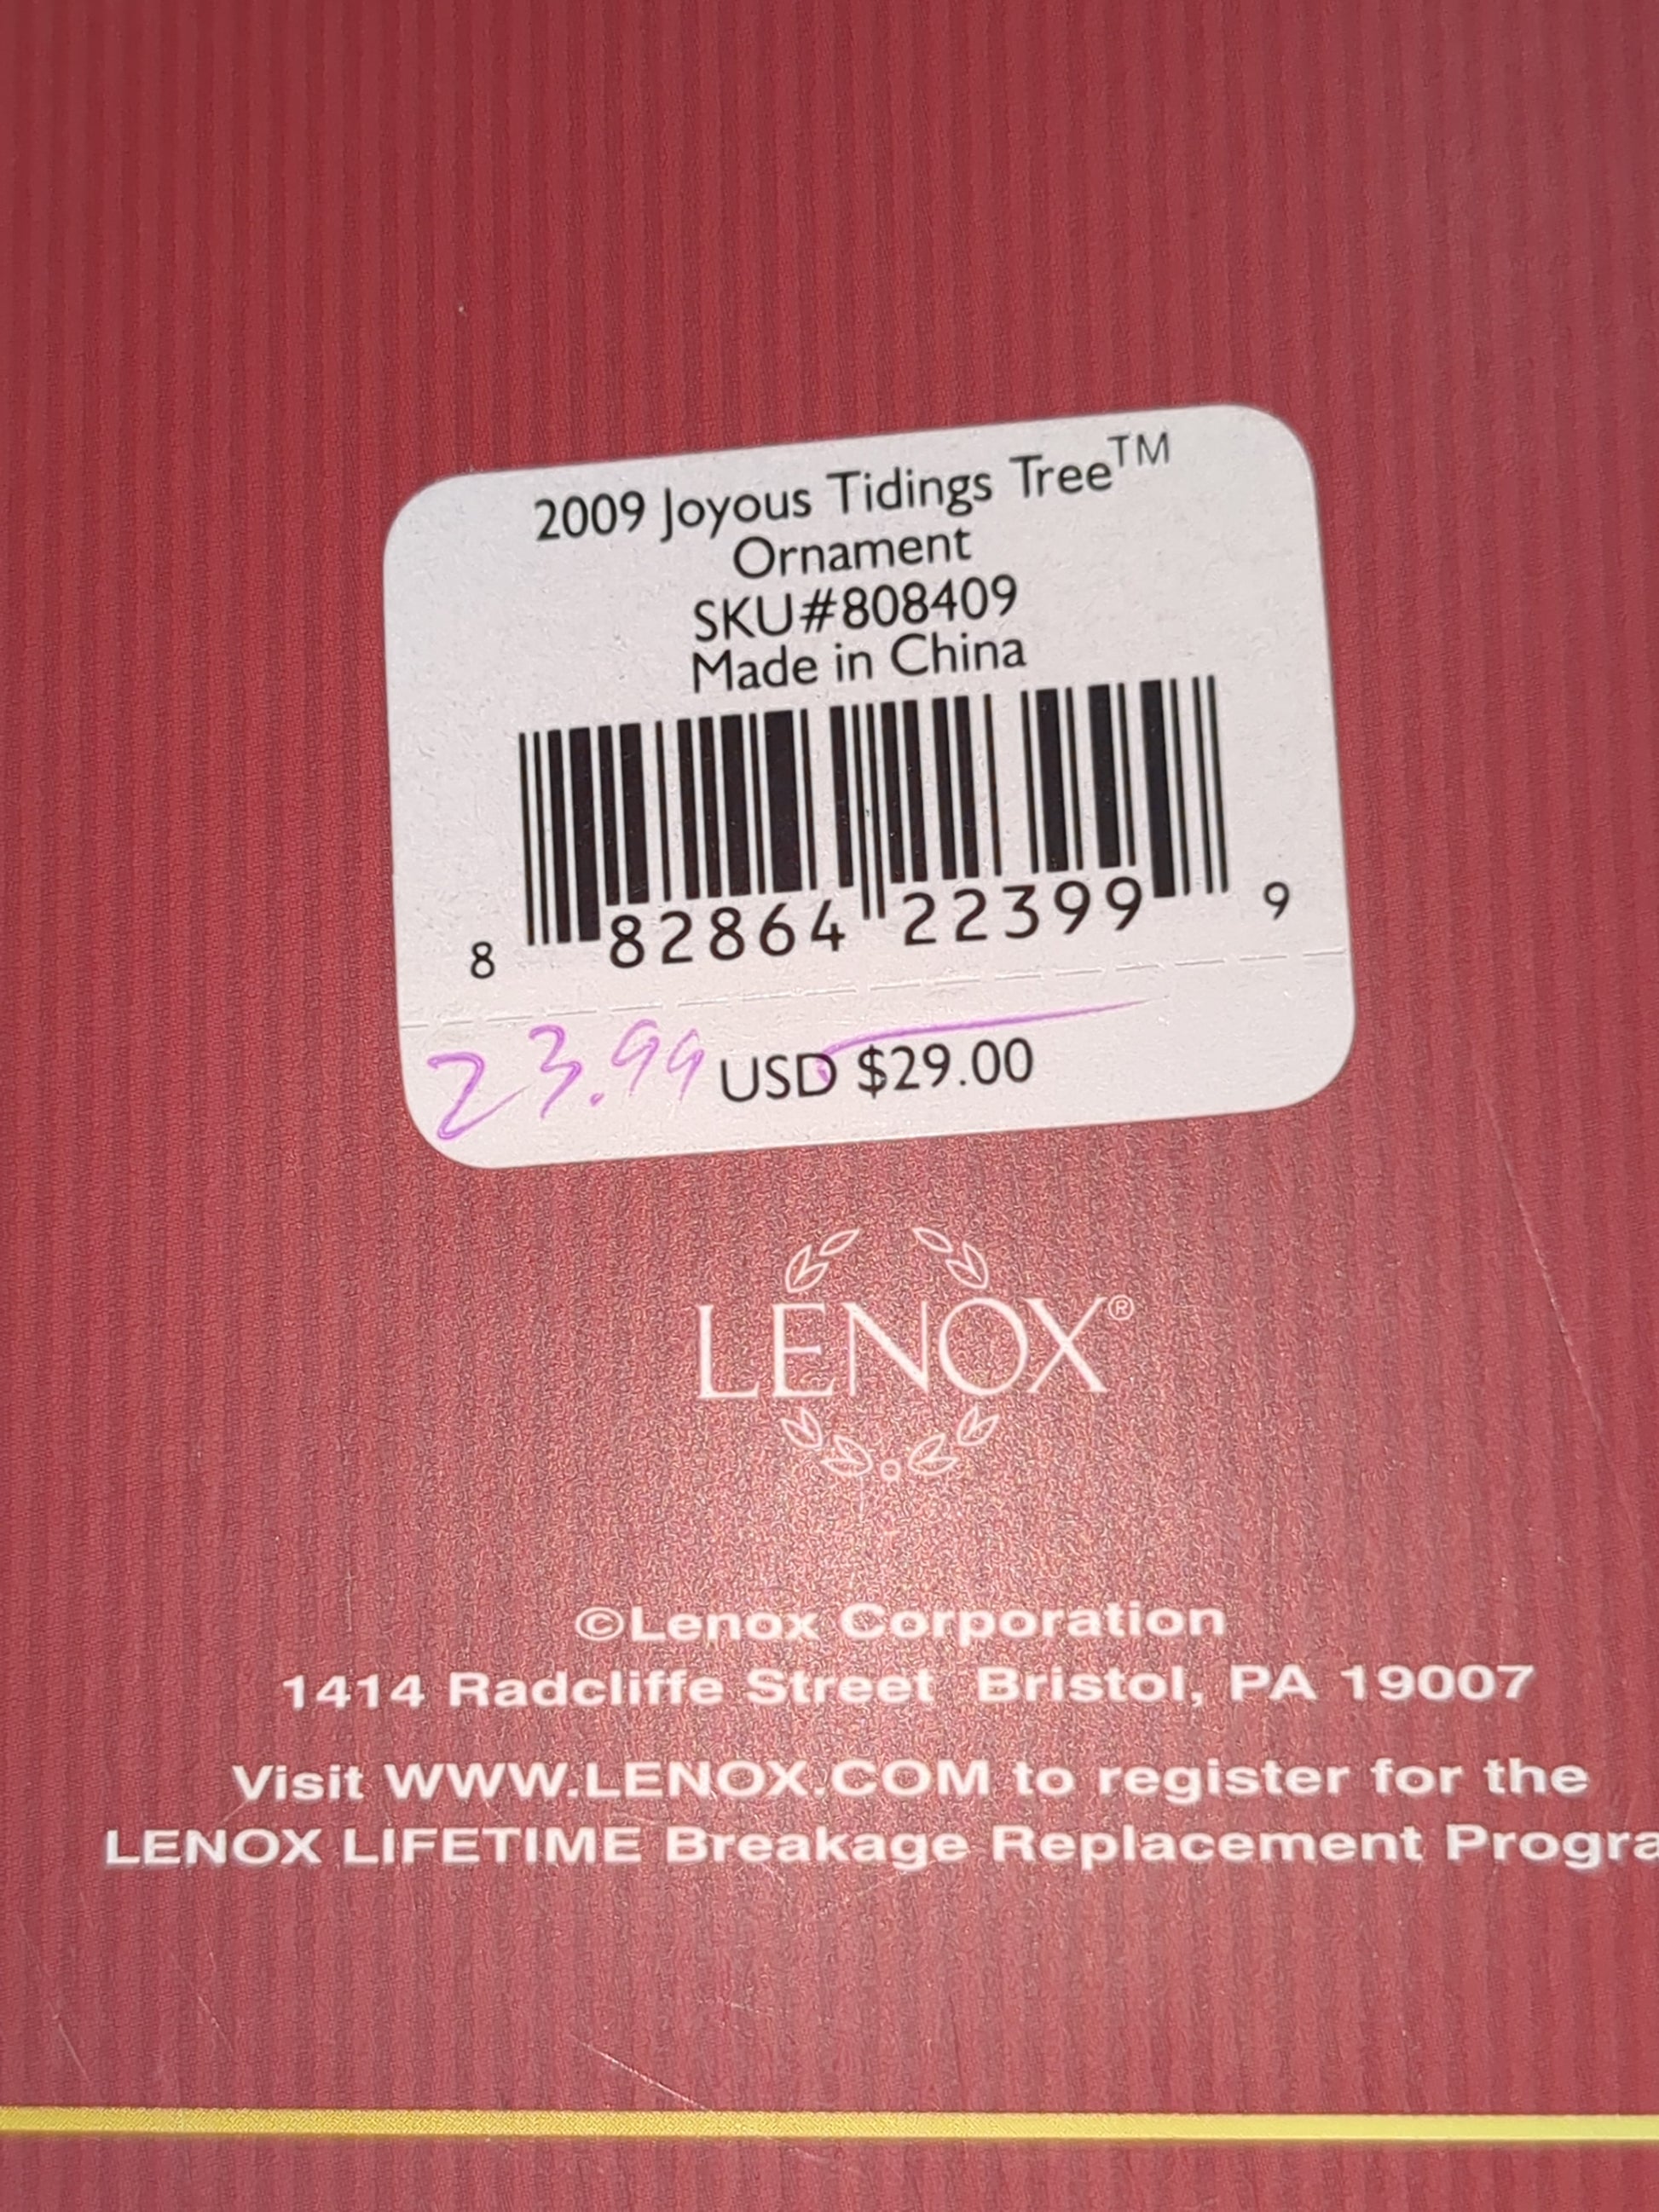 2009 Joyous Tidings Tree™
Ornament
SKU#808409
Made in China
8 82864 22399 9
23.99 USD $29.00
LENOX®
©Lenox Corporation
1414 Radcliffe Street Bristol, PA 19007
Visit WWW.LENOX.COM to register for the
LENOX LIFETIME Breakage Replacement Progra